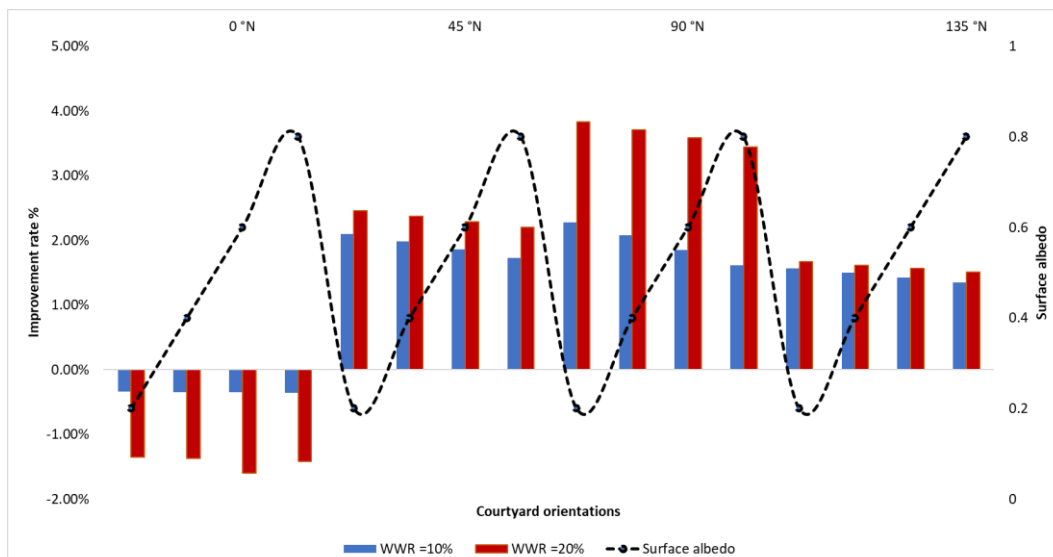 0 °N 45 °N 90 °N 135 °N
5.00% 1
4.00%
0.8
3.00%
0.6
2.00%
1.00%
0.4
0.00%
0.2
-1.00%
-2.00% 0
Improvement rate %
Surface albedo
Courtyard orientations
WWR =10% WWR =20% Surface albedo